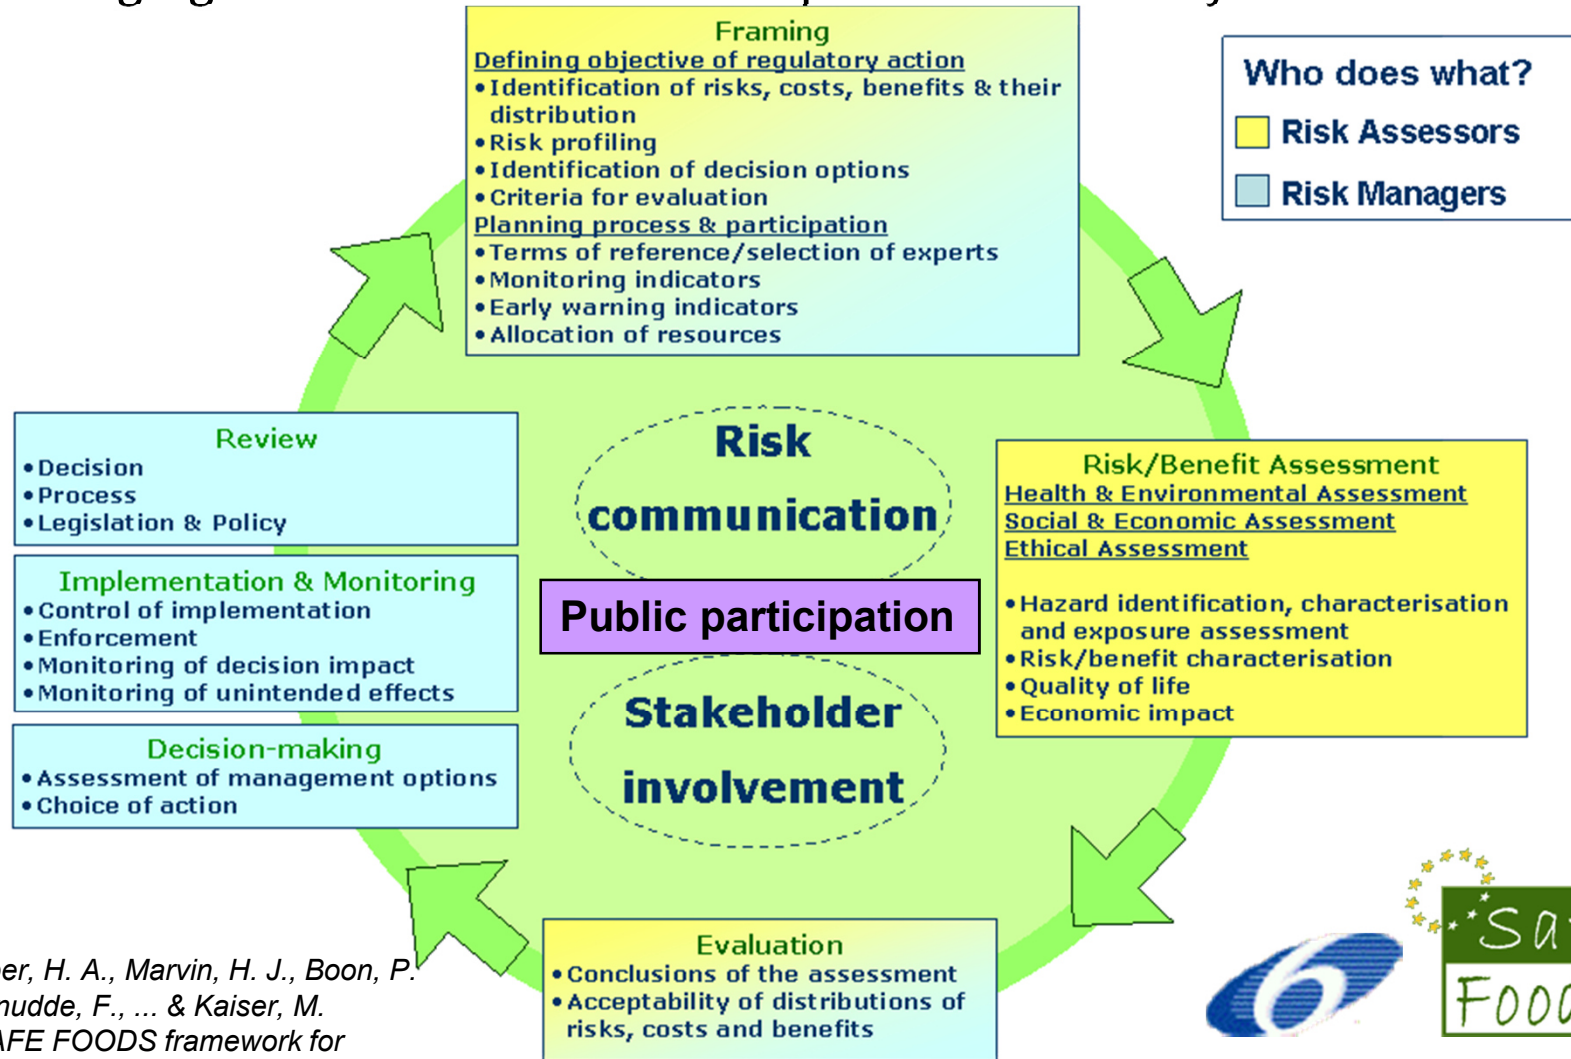 Framing
Defining objective of regulatory action
•Identification of risks, costs, benefits & their
distribution
•Risk profiling
•Identification of decision options
•Criteria for evaluation
Planning process & participation
•Terms of reference/selection of experts
•Monitoring indicators
•Early warning indicators
•Allocation of resources
Who does what?
Risk Assessors
Risk Managers
Review
•Decision
•Process
•Legislation & Policy
Implementation & Monitoring
•Control of implementation
•Enforcement
•Monitoring of decision impact
•Monitoring of unintended effects
Decision-making
•Assessment of management options
•Choice of action
Risk
communication
Public participation
Stakeholder
involvement
Risk/Benefit Assessment
Health & Environmental Assessment
Social & Economic Assessment
Ethical Assessment
•Hazard identification, characterisation
and exposure assessment
•Risk/benefit characterisation
•Quality of life
•Economic impact
Evaluation
•Conclusions of the assessment
•Acceptability of distributions of
risks, costs and benefits
H. A., Marvin, H. J., Boon, P.
F., ... & Kaiser, M.
FOODS framework for
6